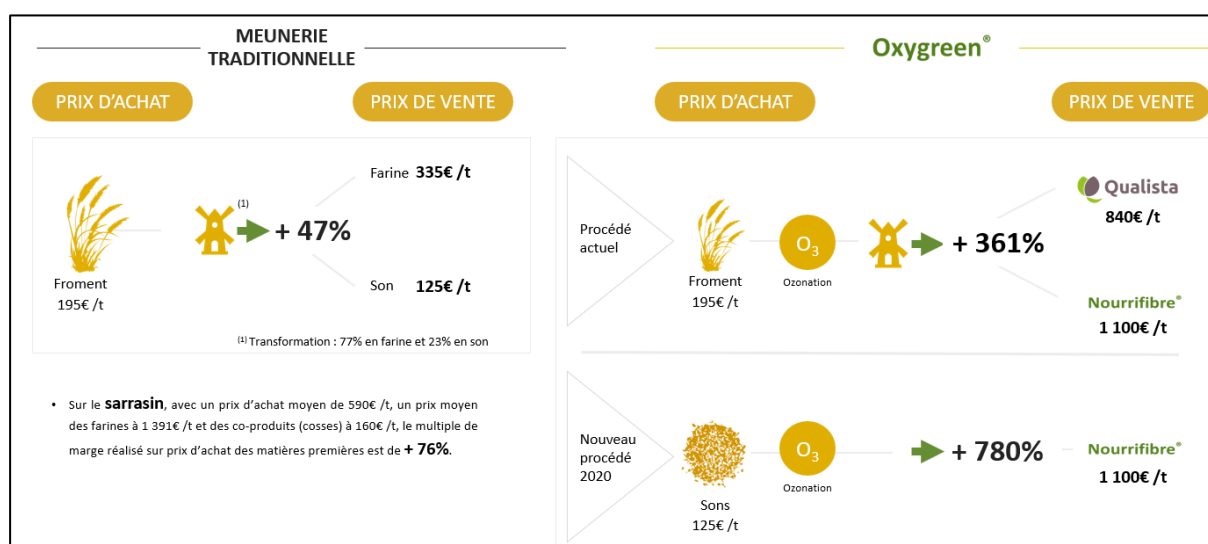 MEUNERIE
TRADITIONNELLE
PRIX D'ACHAT
PRIX DE VENTE
Froment
195€ /t
(1)
+ 47%
Farine 335€ /t
Son 125€ /t
(1) Transformation : 77% en farine et 23% en son
• Sur le sarrasin, avec un prix d'achat moyen de 590€ /t, un prix moyen
des farines à 1 391€ /t et des co-produits (cosses) à 160€ /t, le multiple de
marge réalisé sur prix d'achat des matières premières est de + 76%.
Oxygreen®
PRIX D'ACHAT
PRIX DE VENTE
Procédé
actuel
Froment
195€ /t
O3
Ozonation
+ 361%
Qualista
840€ /t
Nourrifibre®
1 100€ /t
Nouveau
procédé
2020
Sons
125€ /t
O3
Ozonation
+ 780%
Nourrifibre®
1 100€ /t